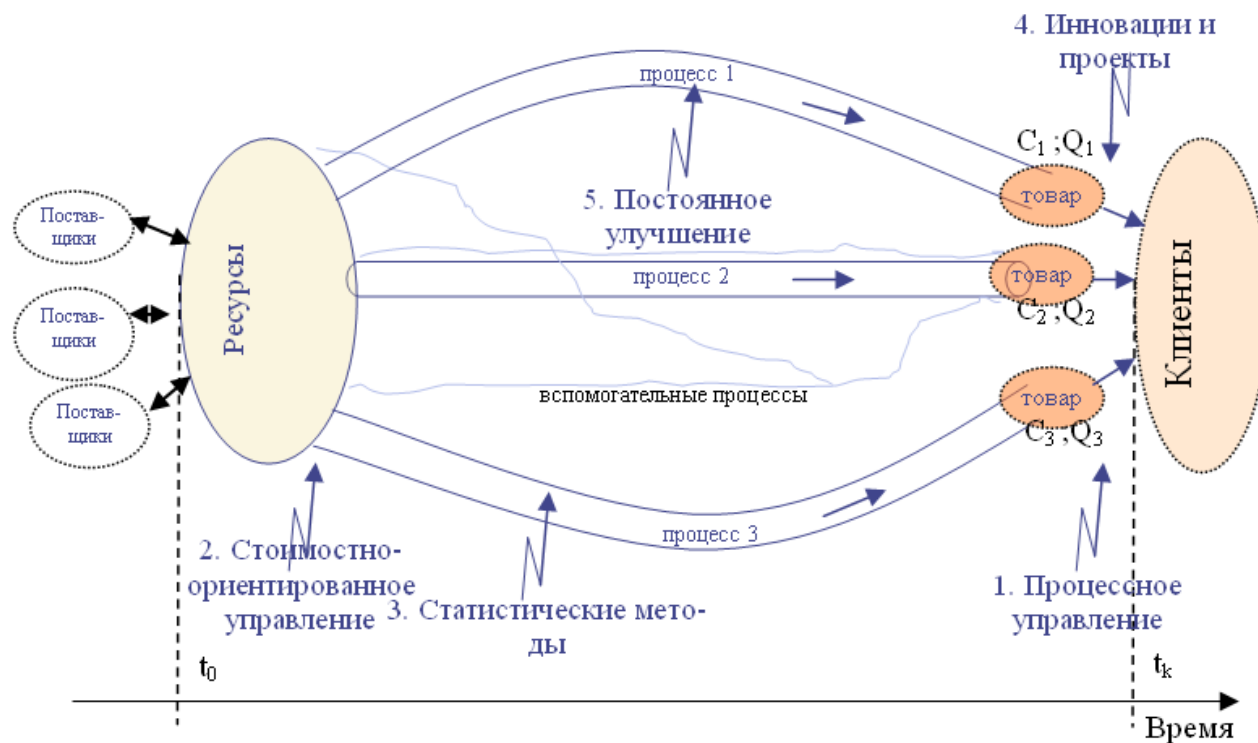 4. Инновации и
проекты
процесс 1
C1 ;Q1
товар
5. Постоянное
улучшение
Постав-
щики
Ресурсы
процесс 2
товар
C2 ;Q2
Клиенты
Постав-
щики
вспомогательные процессы
товар
C3 ;Q3
Постав-
щики
процесс 3
2. Стоимостно-
ориентированное
управление
3. Статистические мето-
ды
1. Процессное
управление
t0
tk
Время